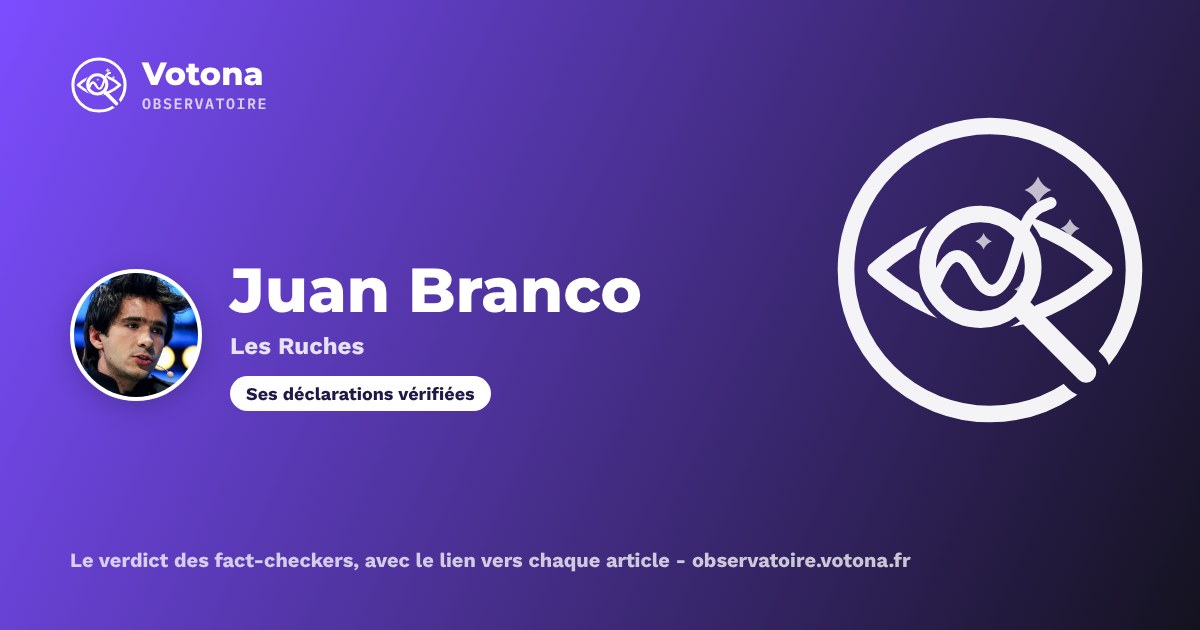 Votona
OBSERVATOIRE
Juan Branco
Les Ruches
Ses déclarations vérifiées
Le verdict des fact-checkers, avec le lien vers chaque article - observatoire.votona.fr